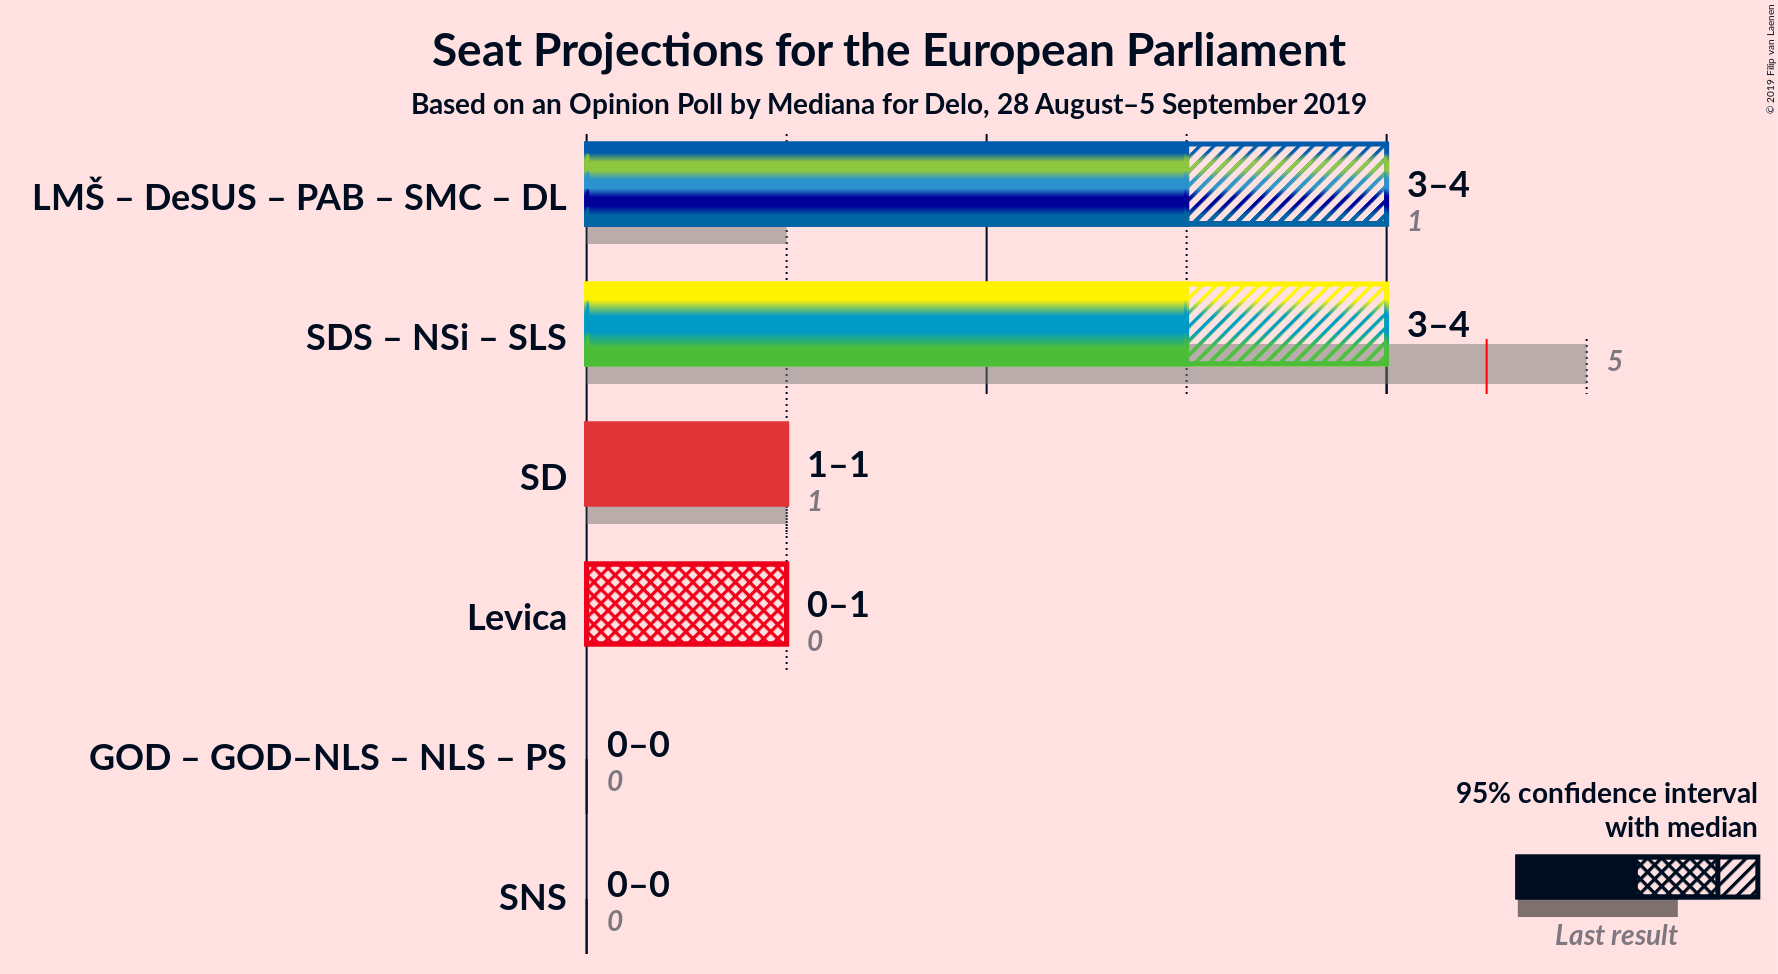 Seat Projections for the European Parliament
Based on an Opinion Poll by Mediana for Delo, 28 August–5 September 2019
© 2019 Filip van Laenen
LMŠ – DeSUS – PAB – SMC – DL
3–4
1
SDS – NSi – SLS
3–4
5
SD
1–1
1
Levica
0–1
0
GOD – GOD–NLS – NLS – PS
0–0
0
SNS
0–0
0
95% confidence interval
with median
Last result